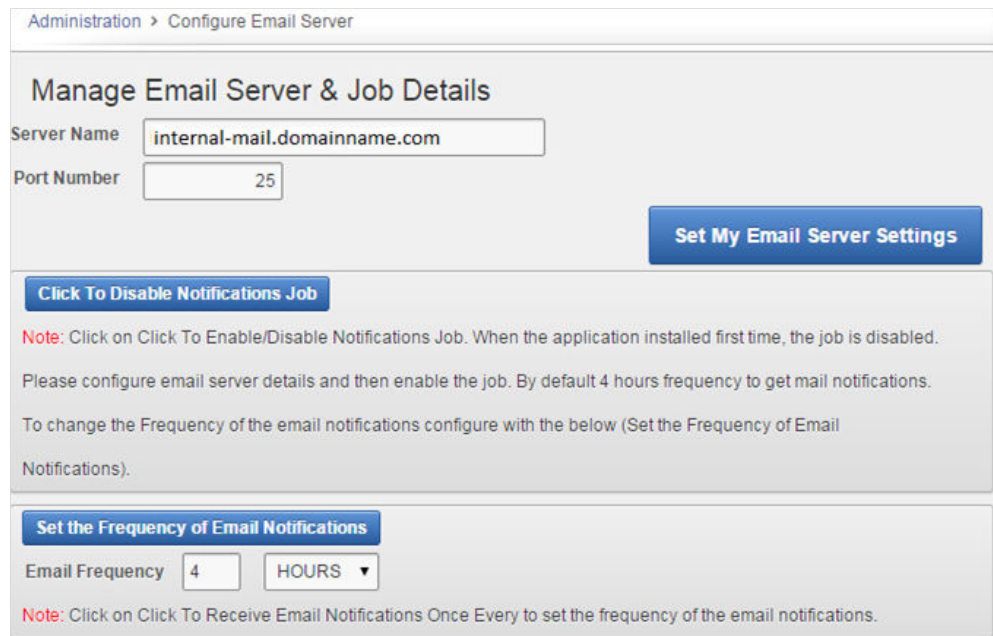 Administration > Configure Email Server
Manage Email Server & Job Details
Server Name internal-mail.domainname.com
Port Number 25
Set My Email Server Settings
Click To Disable Notifications Job
Note: Click on Click To Enable/Disable Notifications Job. When the application installed first time, the job is disabled.
Please configure email server details and then enable the job. By default 4 hours frequency to get mail notifications.
To change the Frequency of the email notifications configure with the below (Set the Frequency of Email
Notifications).
Set the Frequency of Email Notifications
Email Frequency 4 HOURS
Note: Click on Click To Receive Email Notifications Once Every to set the frequency of the email notifications.